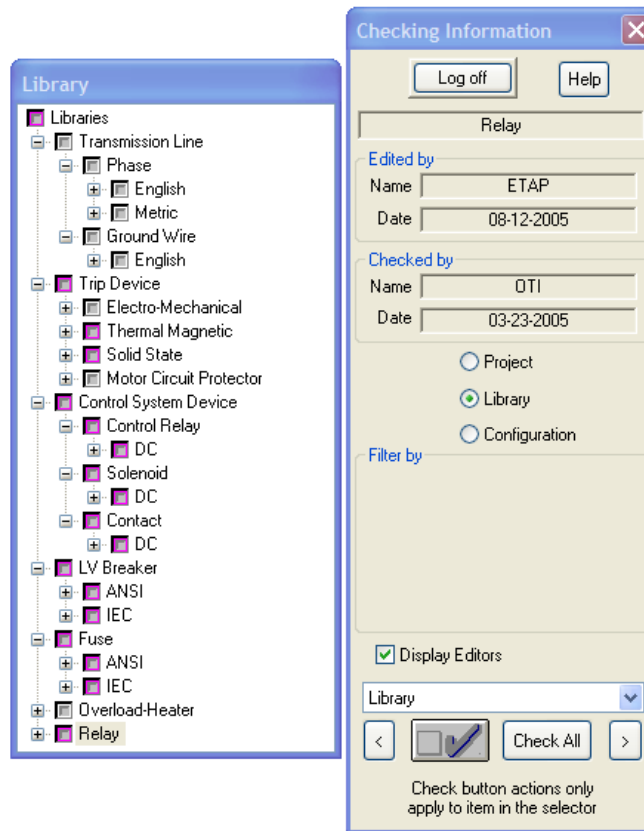 Library
Libraries
Transmission Line
Phase
English
Metric
Ground Wire
English
Trip Device
Electro-Mechanical
Thermal Magnetic
Solid State
Motor Circuit Protector
Control System Device
Control Relay
DC
Solenoid
DC
Contact
DC
LV Breaker
ANSI
IEC
Fuse
ANSI
IEC
Overload-Heater
Relay
Checking Information
Log off Help
Relay
Edited by
Name ETAP
Date 08-12-2005
Checked by
Name OTI
Date 03-23-2005
Project
Library
Configuration
Filter by
Display Editors
Library
< Check All >
Check button actions only
apply to item in the selector